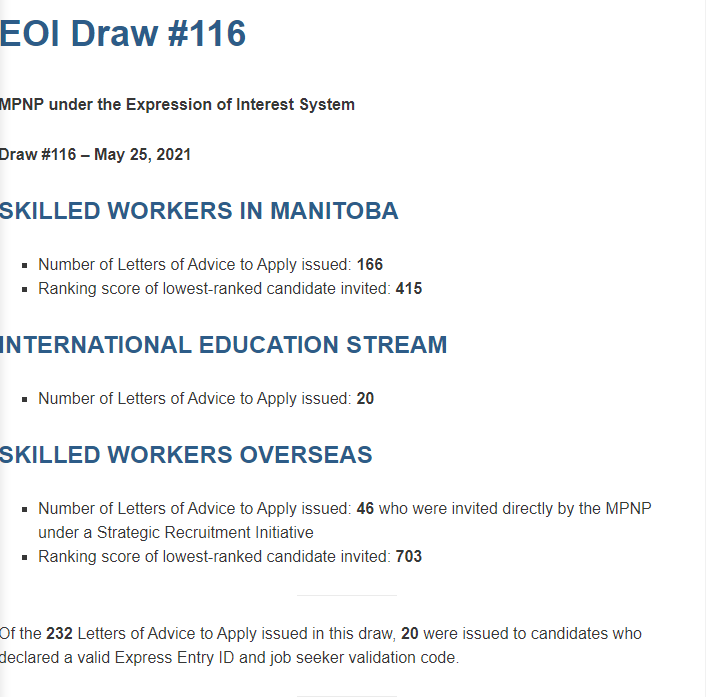 EOI Draw #116
MPNP under the Expression of Interest System
Draw #116 – May 25, 2021
SKILLED WORKERS IN MANITOBA
▪ Number of Letters of Advice to Apply issued: 166
▪ Ranking score of lowest-ranked candidate invited: 415
INTERNATIONAL EDUCATION STREAM
▪ Number of Letters of Advice to Apply issued: 20
SKILLED WORKERS OVERSEAS
▪ Number of Letters of Advice to Apply issued: 46 who were invited directly by the MPNP
under a Strategic Recruitment Initiative
▪ Ranking score of lowest-ranked candidate invited: 703
Of the 232 Letters of Advice to Apply issued in this draw, 20 were issued to candidates who
declared a valid Express Entry ID and job seeker validation code.